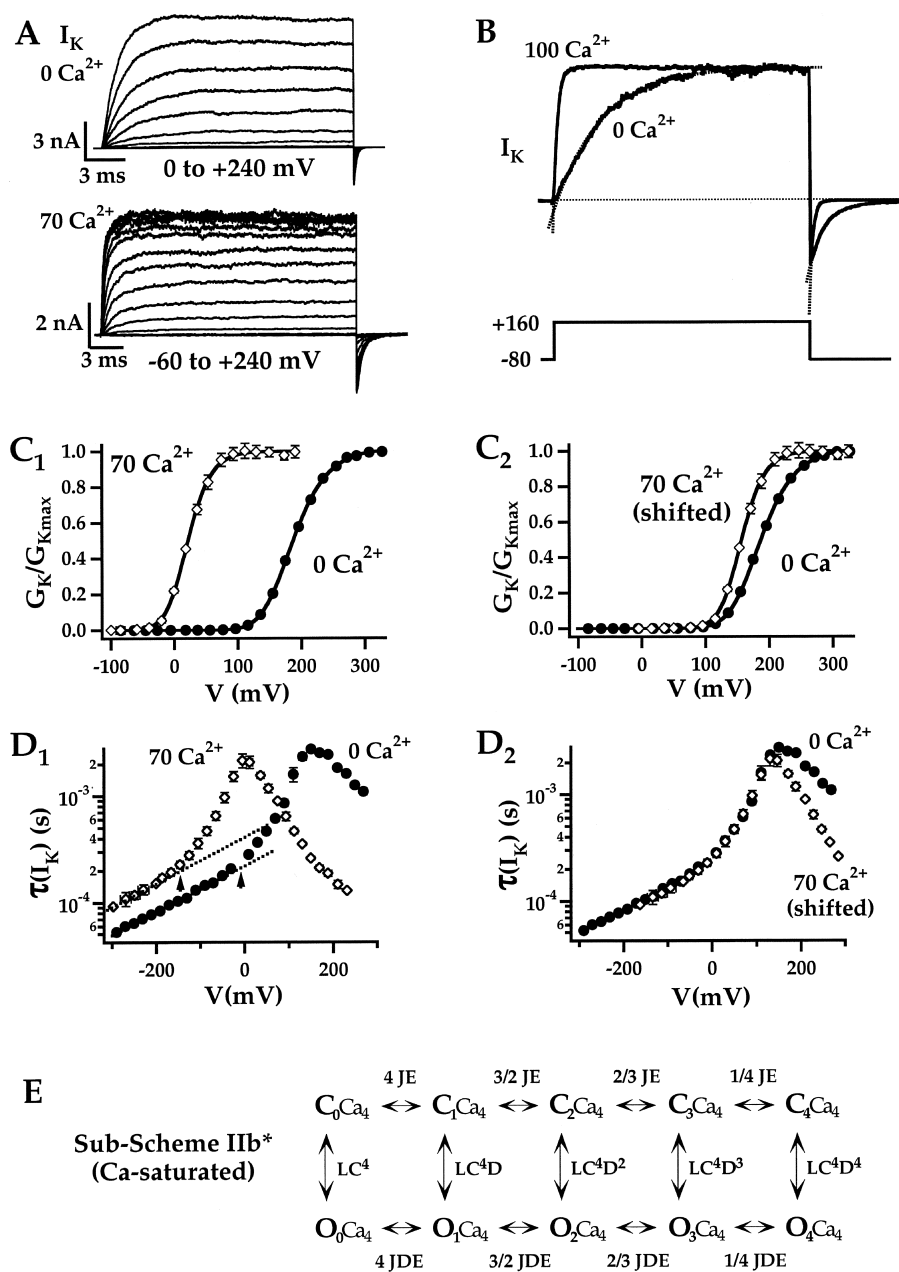 A
I_K
0 Ca²⁺
3 nA
3 ms
0 to +240 mV
70 Ca²⁺
2 nA
3 ms
-60 to +240 mV
B
100 Ca²⁺
0 Ca²⁺
I_K
+160
-80
C₁
70 Ca²⁺
0 Ca²⁺
G_K/G_Kmax
1.0
0.8
0.6
0.4
0.2
0.0
-100 0 100 200 300
V (mV)
C₂
70 Ca²⁺
(shifted)
0 Ca²⁺
G_K/G_Kmax
1.0
0.8
0.6
0.4
0.2
0.0
-100 0 100 200 300
V (mV)
D₁
70 Ca²⁺
0 Ca²⁺
τ(I_K) (s)
2
10⁻³
6
4
2
10⁻⁴
6
-200 0 200
V(mV)
D₂
0 Ca²⁺
70 Ca²⁺
(shifted)
τ(I_K) (s)
2
10⁻³
6
4
2
10⁻⁴
6
-200 0 200
V(mV)
E
Sub-Scheme IIb*
(Ca-saturated)
4 JE 3/2 JE 2/3 JE 1/4 JE
C₀Ca₄ C₁Ca₄ C₂Ca₄ C₃Ca₄ C₄Ca₄
LC⁴ LC⁴D LC⁴D² LC⁴D³ LC⁴D⁴
O₀Ca₄ O₁Ca₄ O₂Ca₄ O₃Ca₄ O₄Ca₄
4 JDE 3/2 JDE 2/3 JDE 1/4 JDE